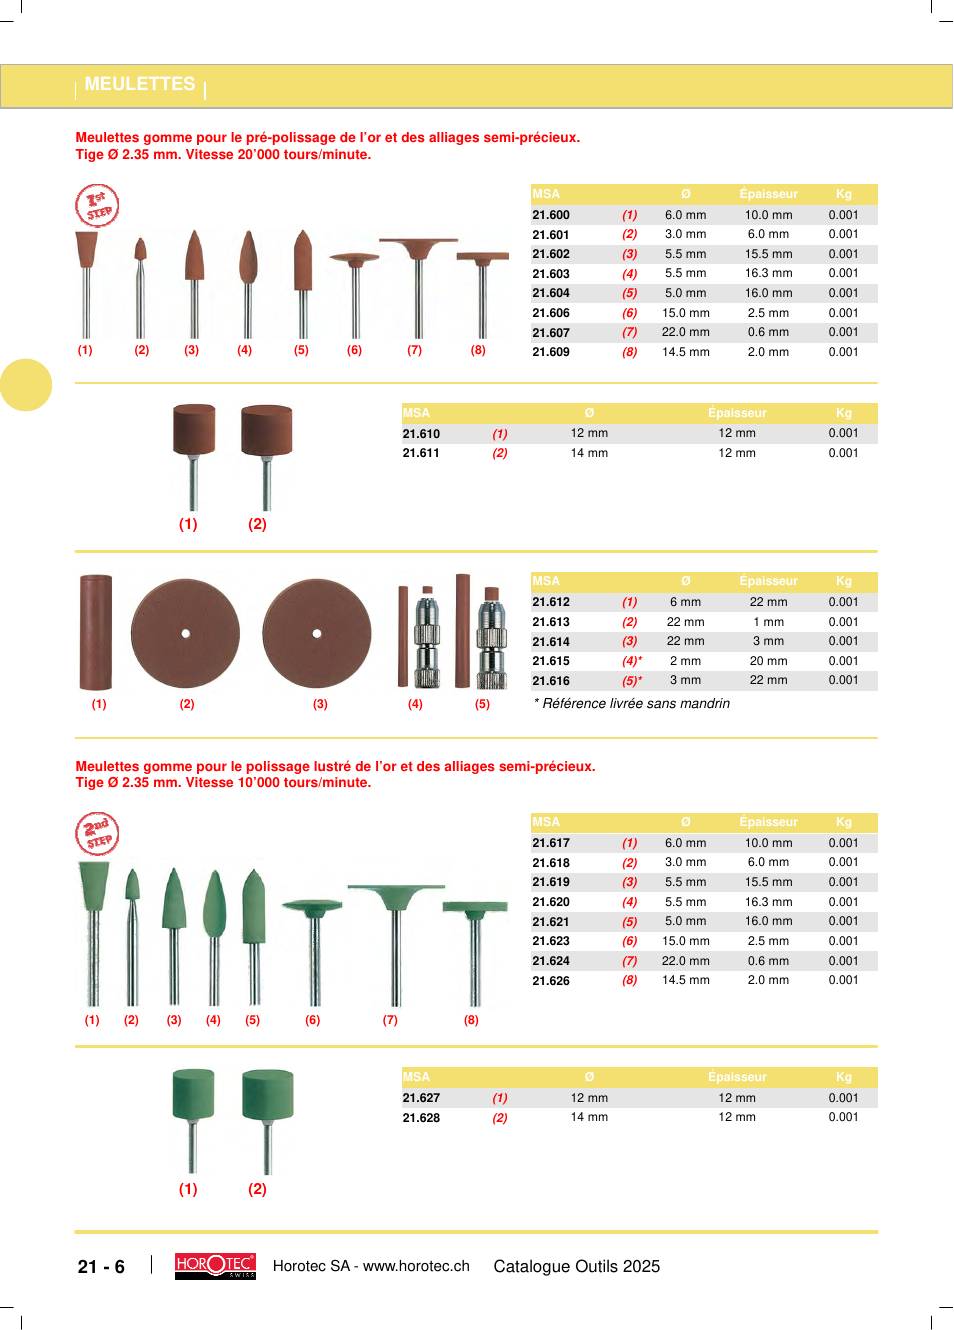 MEULETTES
Meulettes gomme pour le pré-polissage de l'or et des alliages semi-précieux.
Tige Ø 2.35 mm. Vitesse 20'000 tours/minute.
1st
STEP
(1) (2) (3) (4) (5) (6) (7) (8)
MSA Ø Épaisseur Kg
21.600 (1) 6.0 mm 10.0 mm 0.001
21.601 (2) 3.0 mm 6.0 mm 0.001
21.602 (3) 5.5 mm 15.5 mm 0.001
21.603 (4) 5.5 mm 16.3 mm 0.001
21.604 (5) 5.0 mm 16.0 mm 0.001
21.606 (6) 15.0 mm 2.5 mm 0.001
21.607 (7) 22.0 mm 0.6 mm 0.001
21.609 (8) 14.5 mm 2.0 mm 0.001
(1) (2)
MSA Ø Épaisseur Kg
21.610 (1) 12 mm 12 mm 0.001
21.611 (2) 14 mm 12 mm 0.001
(1) (2) (3) (4) (5)
MSA Ø Épaisseur Kg
21.612 (1) 6 mm 22 mm 0.001
21.613 (2) 22 mm 1 mm 0.001
21.614 (3) 22 mm 3 mm 0.001
21.615 (4)* 2 mm 20 mm 0.001
21.616 (5)* 3 mm 22 mm 0.001
* Référence livrée sans mandrin
Meulettes gomme pour le polissage lustré de l'or et des alliages semi-précieux.
Tige Ø 2.35 mm. Vitesse 10'000 tours/minute.
2nd
STEP
(1) (2) (3) (4) (5) (6) (7) (8)
MSA Ø Épaisseur Kg
21.617 (1) 6.0 mm 10.0 mm 0.001
21.618 (2) 3.0 mm 6.0 mm 0.001
21.619 (3) 5.5 mm 15.5 mm 0.001
21.620 (4) 5.5 mm 16.3 mm 0.001
21.621 (5) 5.0 mm 16.0 mm 0.001
21.623 (6) 15.0 mm 2.5 mm 0.001
21.624 (7) 22.0 mm 0.6 mm 0.001
21.626 (8) 14.5 mm 2.0 mm 0.001
(1) (2)
MSA Ø Épaisseur Kg
21.627 (1) 12 mm 12 mm 0.001
21.628 (2) 14 mm 12 mm 0.001
21 - 6 HOROTEC® SWISS Horotec SA - www.horotec.ch Catalogue Outils 2025